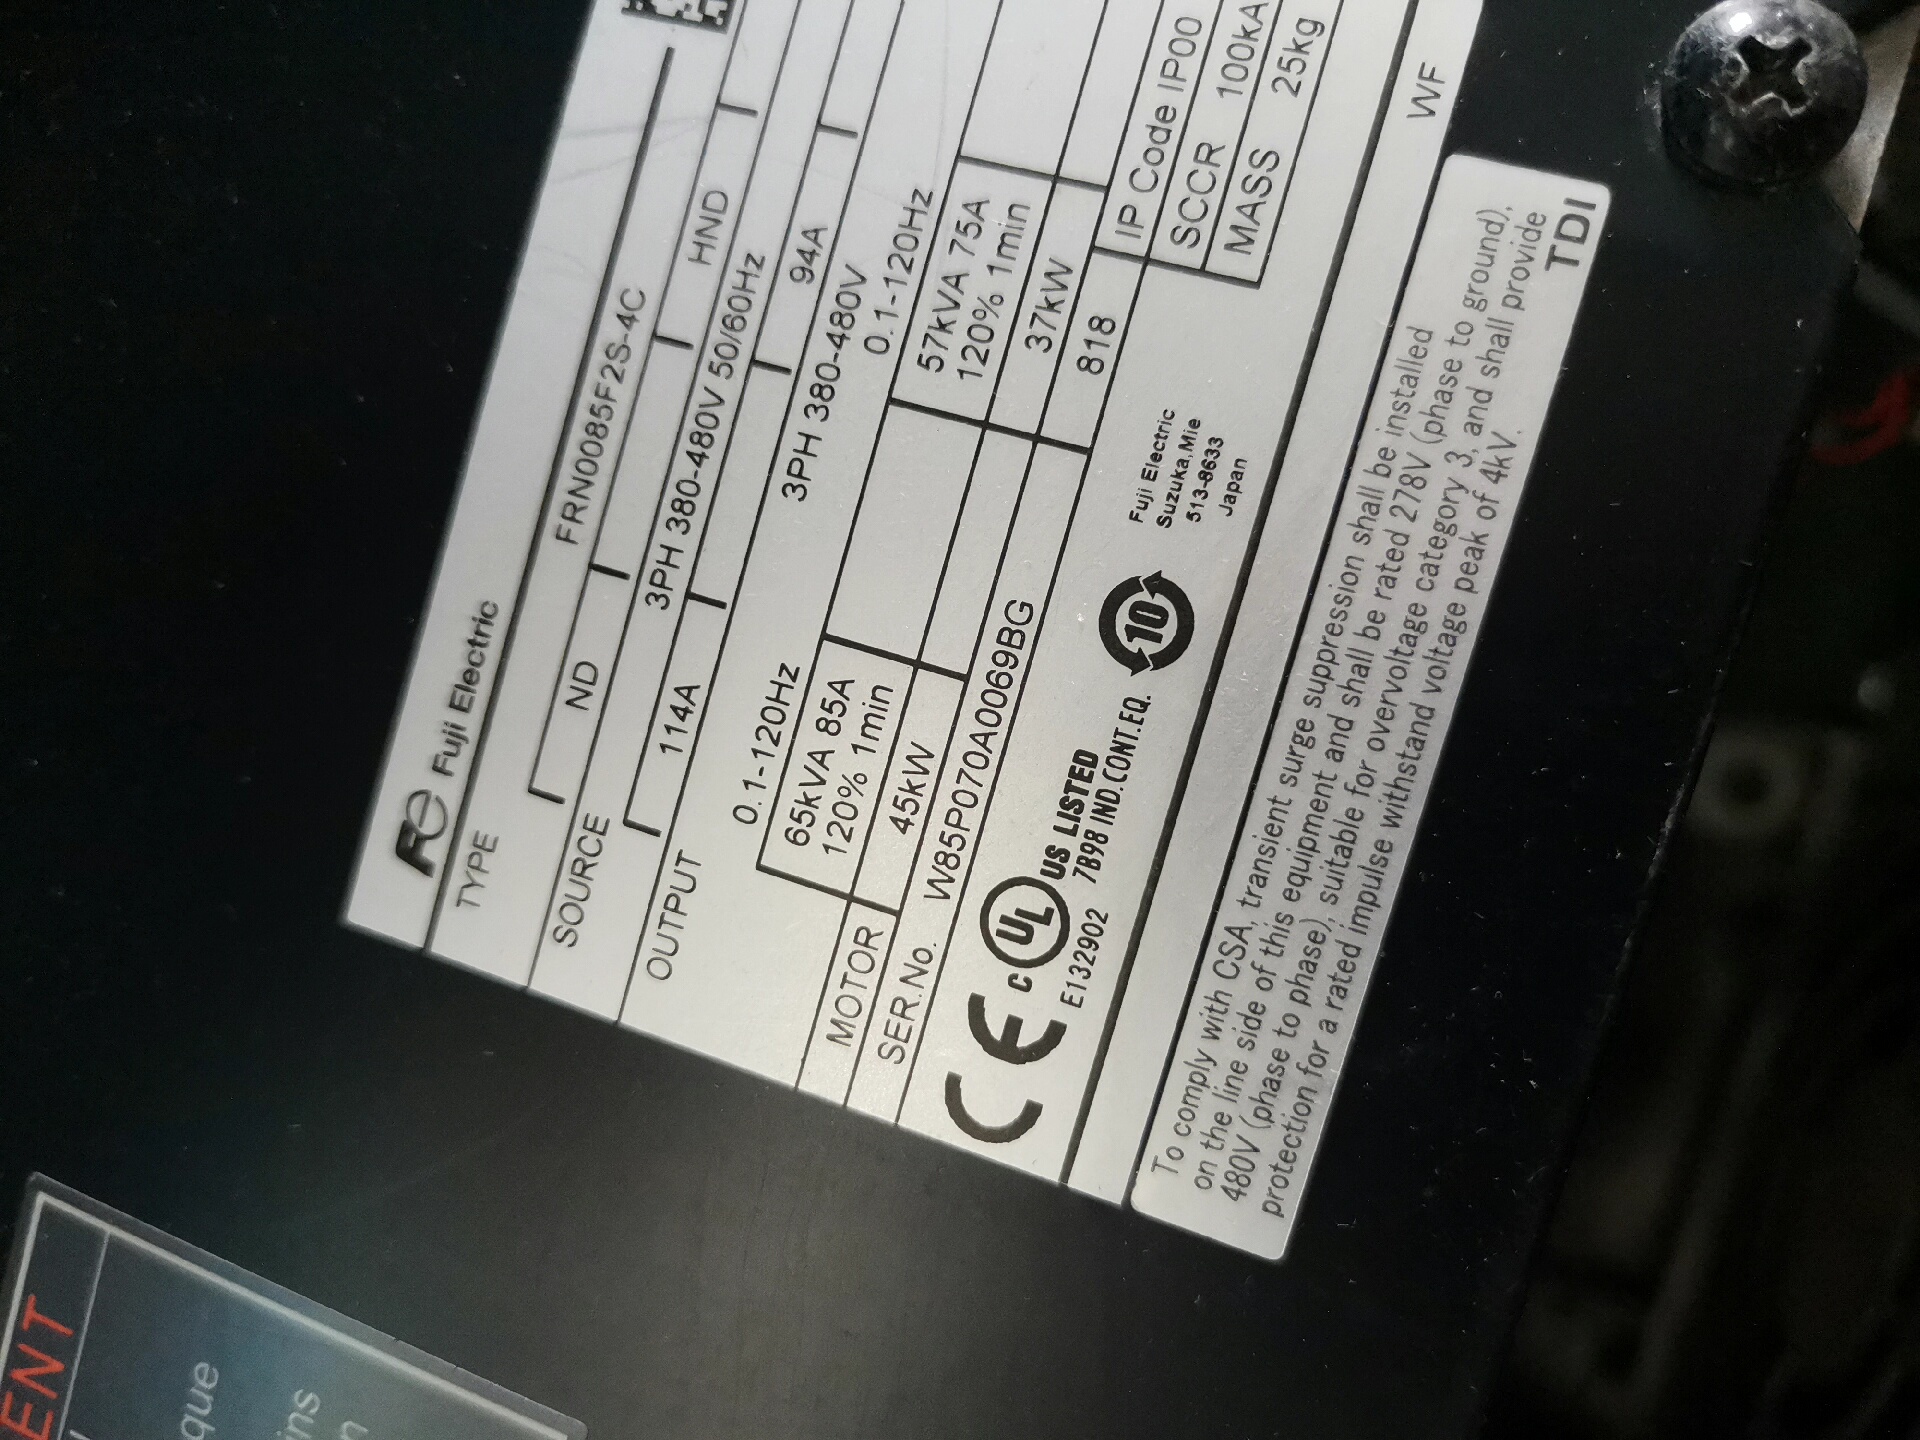 Fuji Electric
TYPE FRN0085F2S-4C
ND HND
SOURCE 3PH 380-480V 50/60Hz
114A 94A
OUTPUT 3PH 380-480V
0.1-120Hz 0.1-120Hz
65kVA 85A 57kVA 75A
120% 1min 120% 1min
MOTOR 45kW 37kW
SER.No. W85P070A0069BG 818
IP Code IP00
SCCR 100kA
MASS 25kg
CE
c UL US LISTED
E132902 7B98 IND.CONT.EQ.
10
Fuji Electric
Suzuka,Mie
513-8633
Japan
WF
To comply with CSA, transient surge suppression shall be installed
on the line side of this equipment and shall be rated 278V (phase to ground),
480V (phase to phase), suitable for overvoltage category 3, and shall provide
protection for a rated impulse withstand voltage peak of 4kV.
TDI
ENT
que
ins